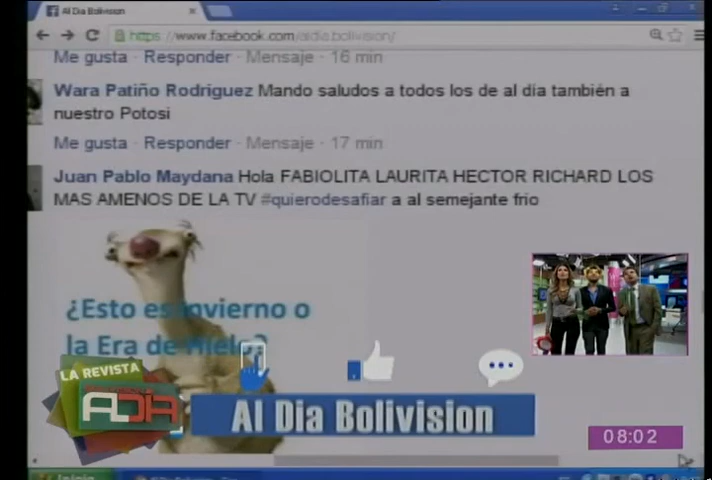 Al Dia Bolivision
https://www.facebook.com/aldia.bolivision/
Me gusta · Responder · Mensaje · 16 min
Wara Patiño Rodriguez Mando saludos a todos los de al día también a
nuestro Potosi
Me gusta · Responder · Mensaje · 17 min
Juan Pablo Maydana Hola FABIOLITA LAURITA HECTOR RICHARD LOS
MAS AMENOS DE LA TV #quierodesafiar a al semejante frio
¿Esto es invierno o
la Era de Hielo?
LA REVISTA
ALDIA
Al Dia Bolivision
08:02
Inicio